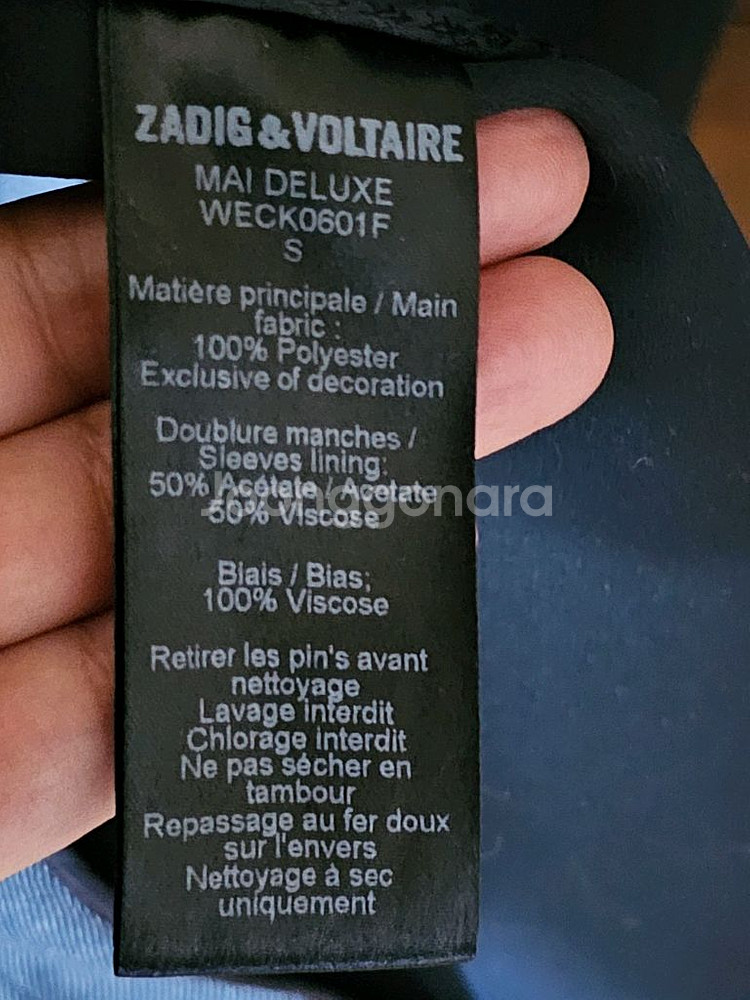 ZADIG&VOLTAIRE
MAI DELUXE
WECK0601F
S
Matière principale / Main
fabric :
100% Polyester
Exclusive of decoration
Doublure manches /
Sleeves lining:
50% Acétate / Acetate
50% Viscose
Biais / Bias;
100% Viscose
Retirer les pin's avant
nettoyage
Lavage interdit
Chlorage interdit
Ne pas sécher en
tambour
Repassage au fer doux
sur l'envers
Nettoyage à sec
uniquement